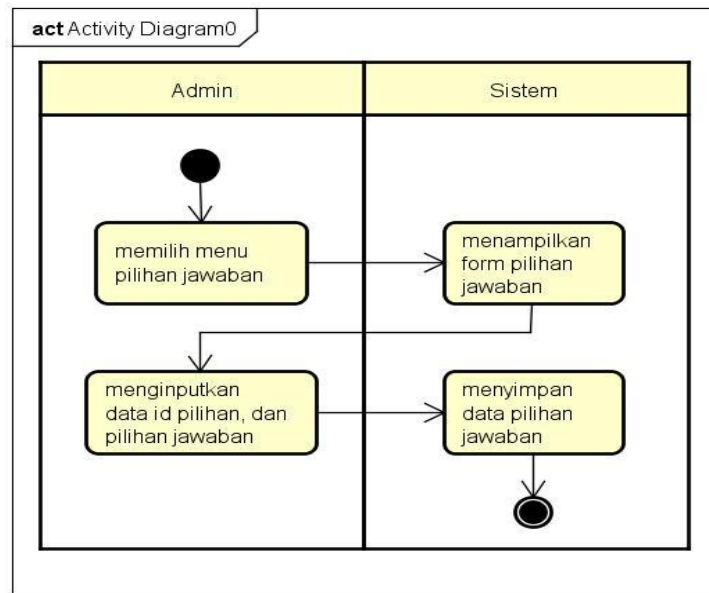 act Activity Diagram0
Admin
Sistem
memilih menu
pilihan jawaban
menampilkan
form pilihan
jawaban
menginputkan
data id pilihan, dan
pilihan jawaban
menyimpan
data pilihan
jawaban